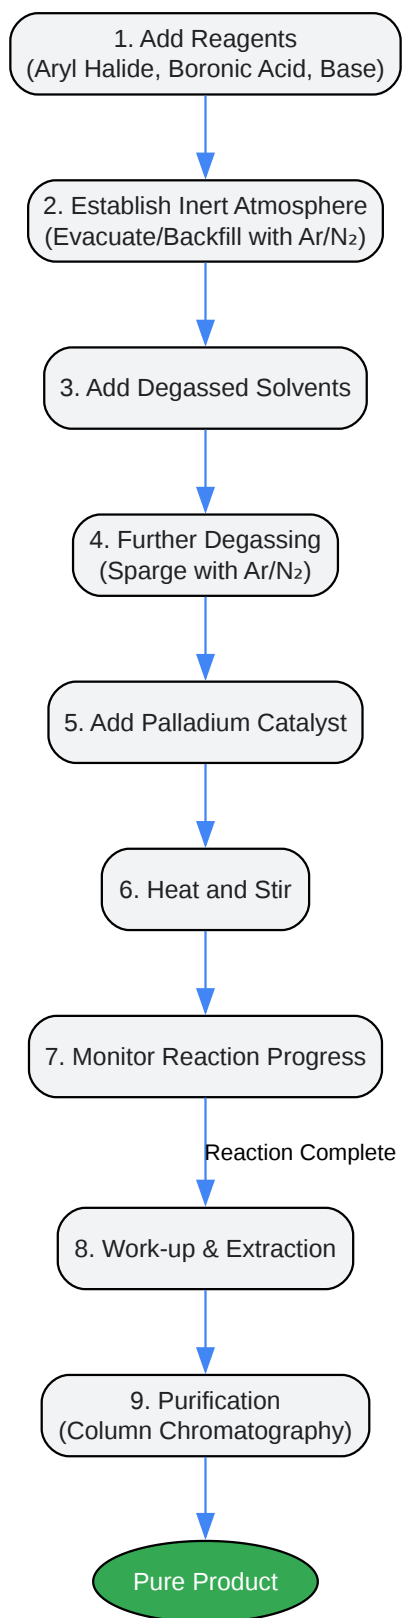 1. Add Reagents
(Aryl Halide, Boronic Acid, Base)
2. Establish Inert Atmosphere
(Evacuate/Backfill with Ar/N₂)
3. Add Degassed Solvents
4. Further Degassing
(Sparge with Ar/N₂)
5. Add Palladium Catalyst
6. Heat and Stir
7. Monitor Reaction Progress
Reaction Complete
8. Work-up & Extraction
9. Purification
(Column Chromatography)
Pure Product